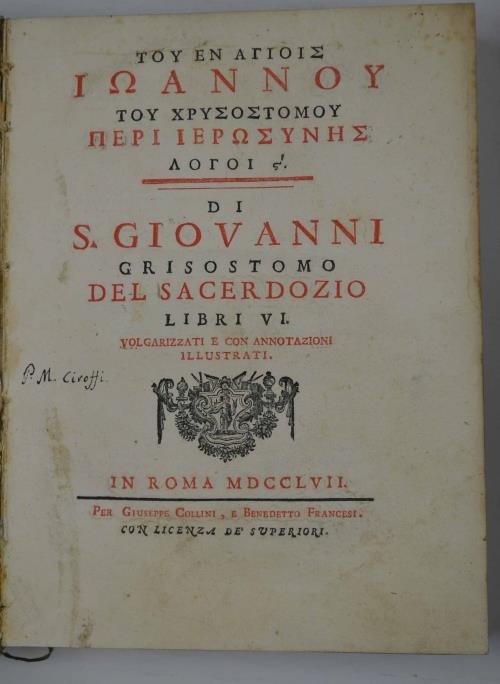 ΤΟΥ ΕΝ ΑΓΙΟΙΣ
ΙΩΑΝΝΟΥ
ΤΟΥ ΧΡΥΣΟΣΤΟΜΟΥ
ΠΕΡΙ ΙΕΡΩΣΥΝΗΣ
ΛΟΓΟΙ ϛ'.
DI
S. GIOVANNI
GRISOSTOMO
DEL SACERDOZIO
LIBRI VI.
VOLGARIZZATI E CON ANNOTAZIONI
ILLUSTRATI.
P. M. Ciroffi.
IN ROMA MDCCLVII.
PER GIUSEPPE COLLINI, E BENEDETTO FRANCESI.
CON LICENZA DE' SUPERIORI.